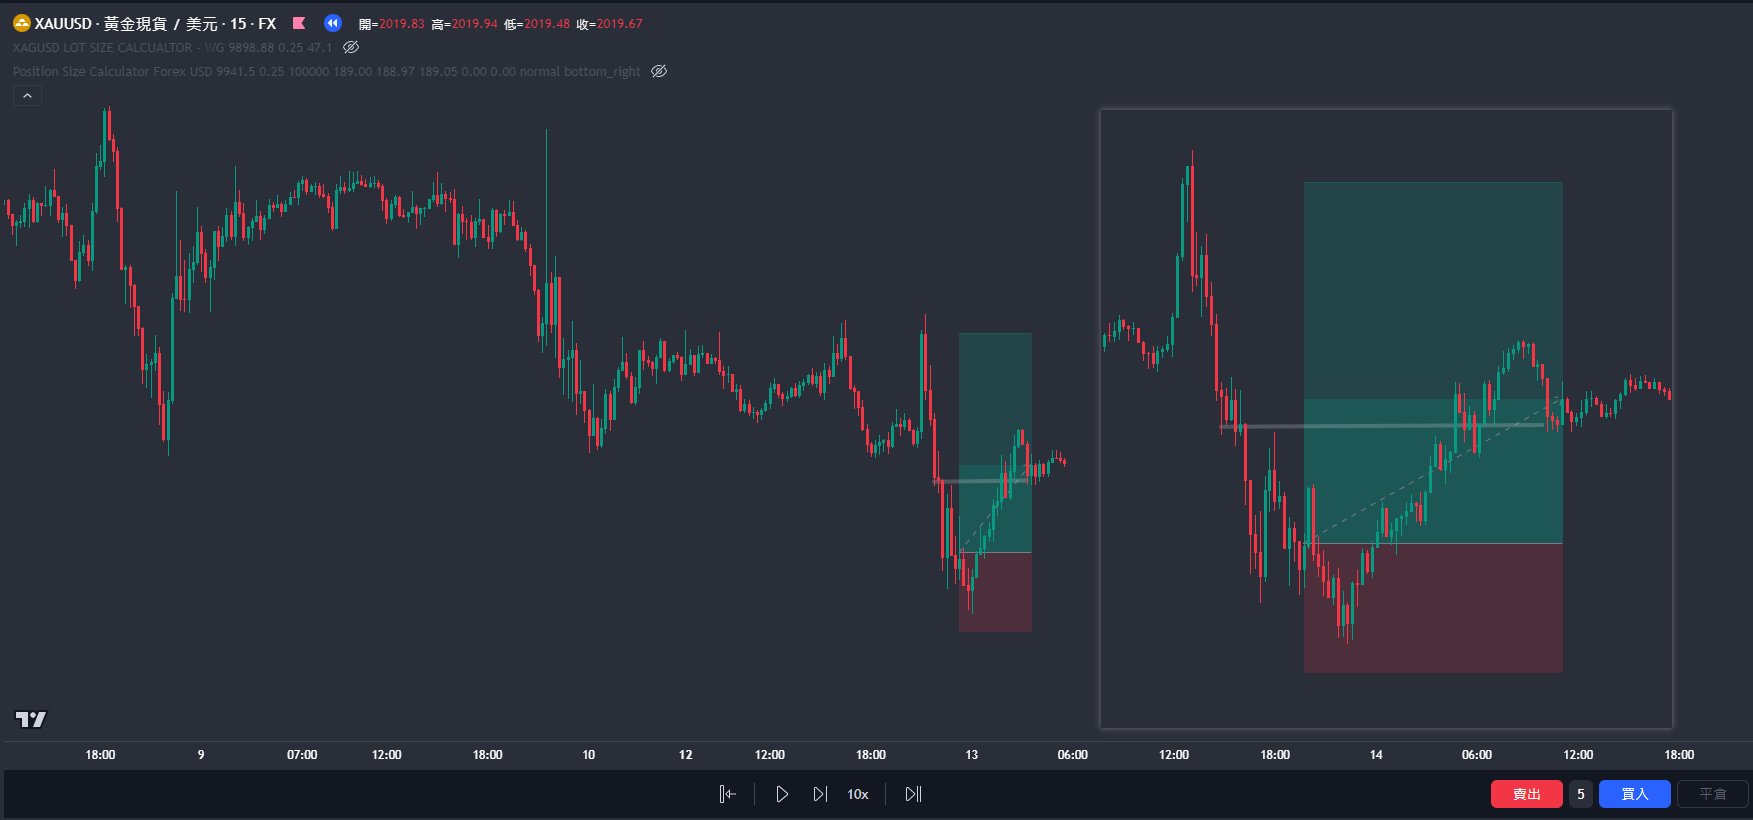 XAUUSD · 黃金現貨 / 美元 · 15 · FX 開=2019.83 高=2019.94 低=2019.48 收=2019.67
XAGUSD LOT SIZE CALCUALTOR - WG 9898.88 0.25 47.1
Position Size Calculator Forex USD 9941.5 0.25 100000 189.00 188.97 189.05 0.00 0.00 normal bottom_right
18:00 9 07:00 12:00 18:00 10 12 12:00 18:00 13 06:00 12:00 18:00 14 06:00 12:00 18:00
10x 賣出 5 買入 平倉